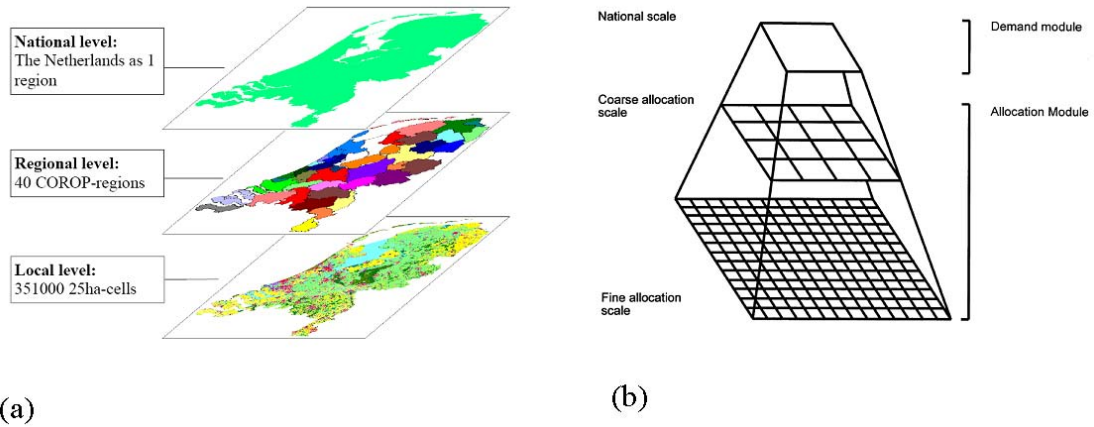 National level:
The Netherlands as 1
region
Regional level:
40 COROP-regions
Local level:
351000 25ha-cells
(a)
National scale
Demand module
Coarse allocation
scale
Allocation Module
Fine allocation
scale
(b)